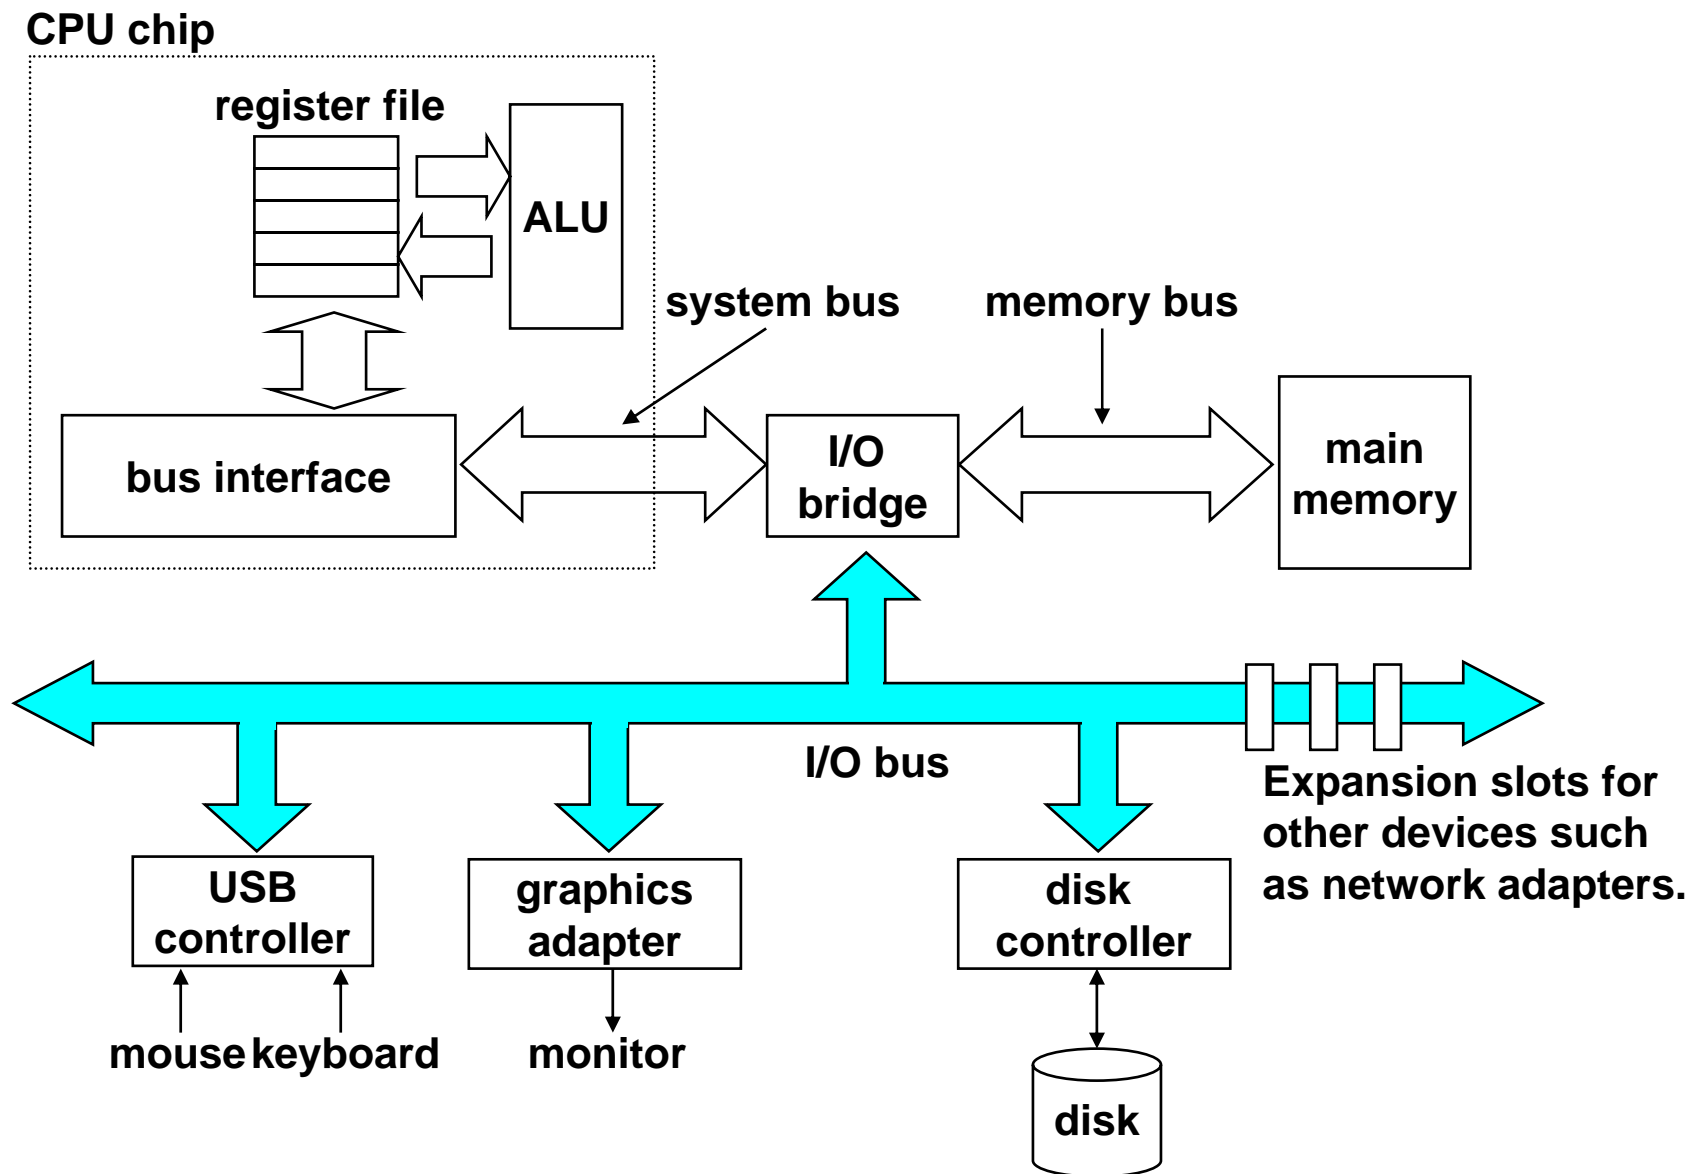 CPU chip
register file
ALU
system bus
memory bus
bus interface
I/O
bridge
main
memory
I/O bus
Expansion slots for
other devices such
as network adapters.
USB
controller
graphics
adapter
disk
controller
mouse
keyboard
monitor
disk